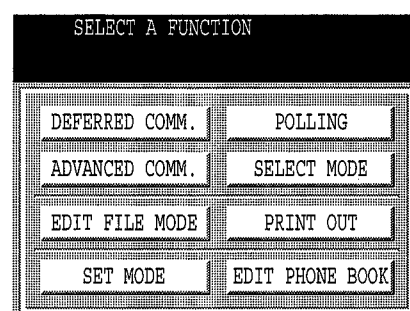 SELECT A FUNCTION
DEFERRED COMM. POLLING
ADVANCED COMM. SELECT MODE
EDIT FILE MODE PRINT OUT
SET MODE EDIT PHONE BOOK